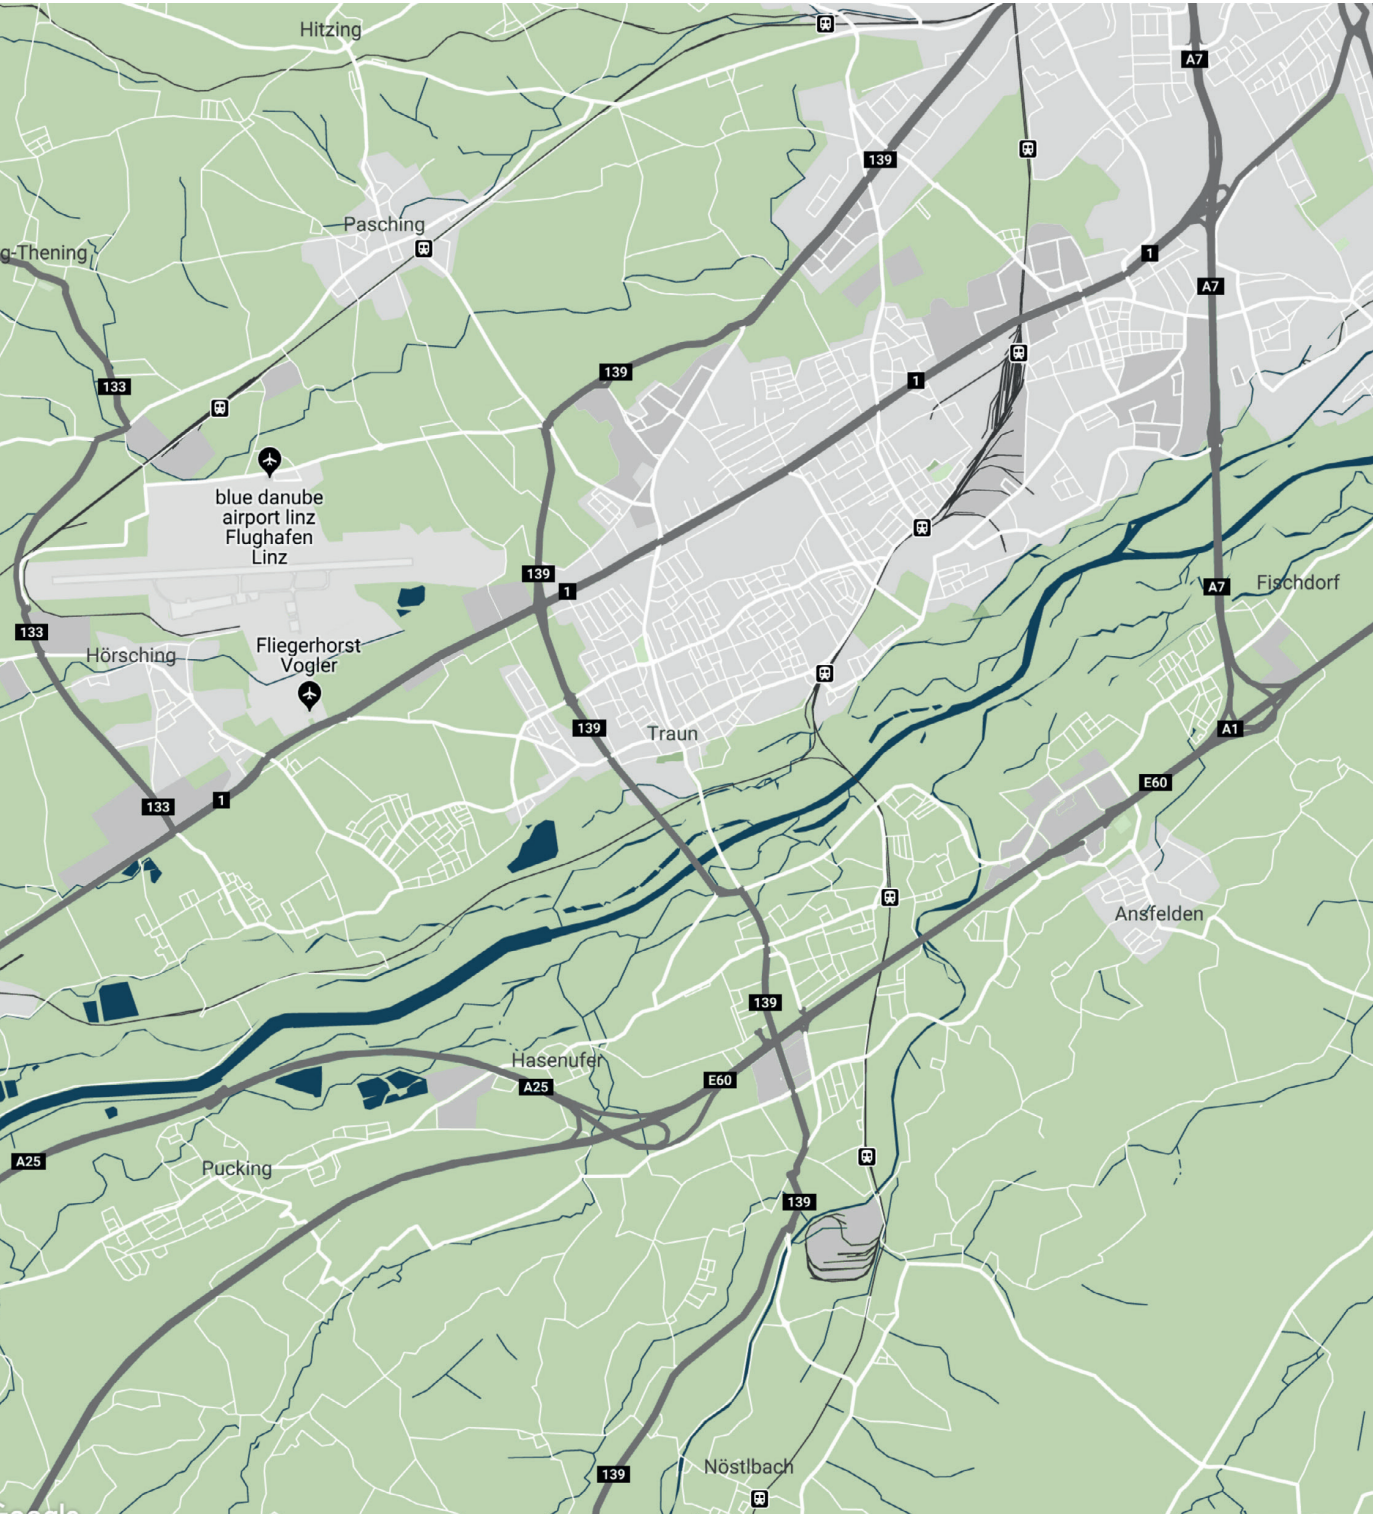 Hitzing
A7
139
Pasching
g-Thening
1
A7
139
133
1
blue danube
airport linz
Flughafen
Linz
139
1
A7
Fischdorf
133
Hörsching
Fliegerhorst
Vogler
139
Traun
A1
E60
1
133
Ansfelden
139
Hasenufer
E60
A25
A25
Pucking
139
Nöstlbach
139
Google